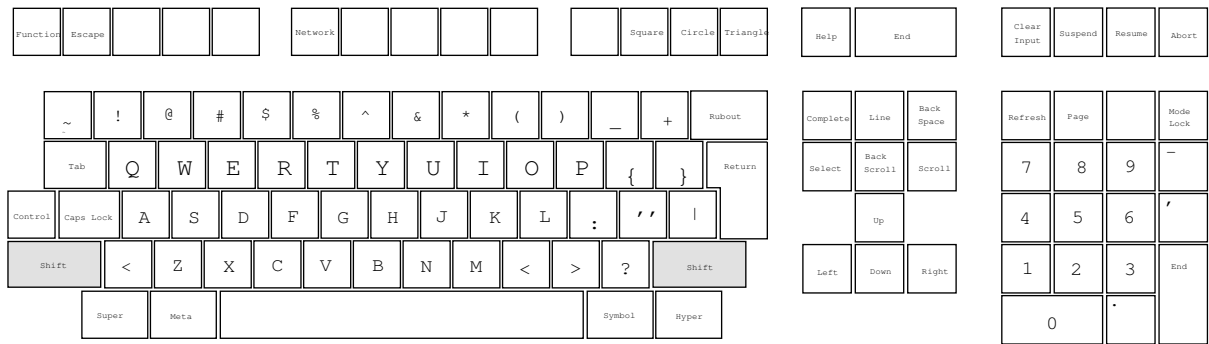 Function Escape Network Square Circle Triangle Help End Clear Input Suspend Resume Abort
~ ! @ # $ % ^ & * ( ) _ + Rubout Complete Line Back Space Refresh Page Mode Lock
Tab Q W E R T Y U I O P { } Return Select Back Scroll Scroll 7 8 9 –
Control Caps Lock A S D F G H J K L : '' | Up 4 5 6 ′
Shift < Z X C V B N M < > ? Shift Left Down Right 1 2 3 End
Super Meta Symbol Hyper 0 .